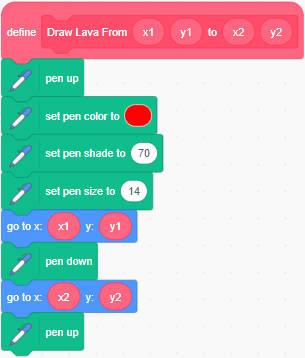 define Draw Lava From x1 y1 to x2 y2
pen up
set pen color to
set pen shade to 70
set pen size to 14
go to x: x1 y: y1
pen down
go to x: x2 y: y2
pen up